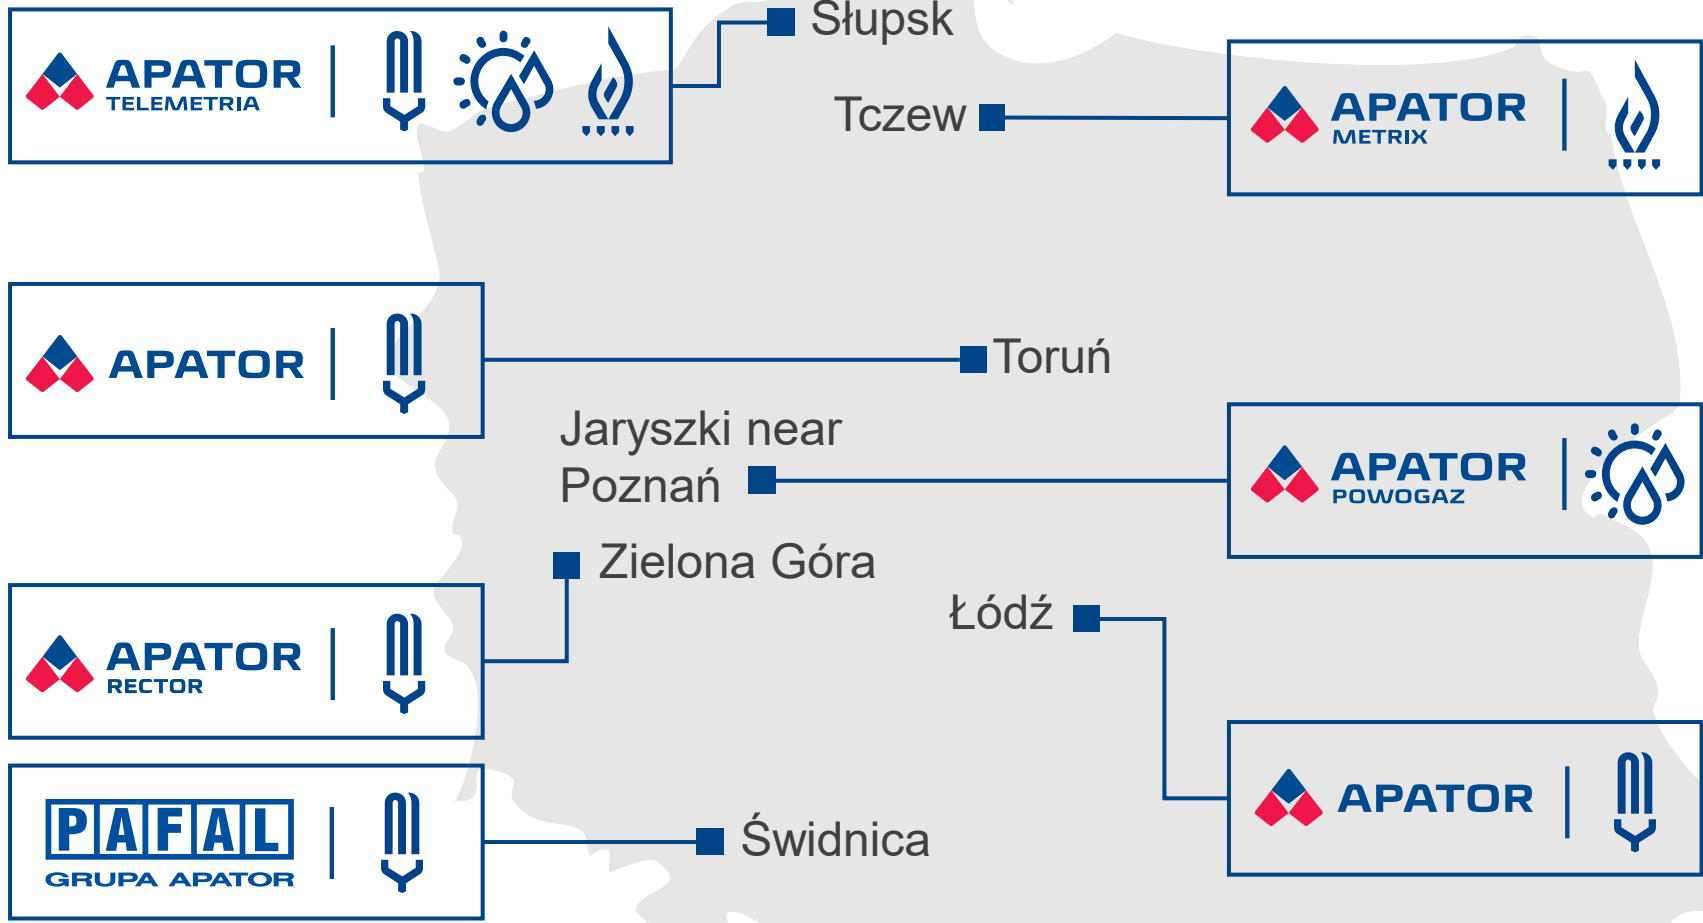 Słupsk
APATOR
TELEMETRIA
Tczew
APATOR
METRIX
APATOR
Toruń
Jaryszki near
Poznań
APATOR
POWOGAZ
Zielona Góra
Łódź
APATOR
RECTOR
APATOR
PAFAL
GRUPA APATOR
Świdnica